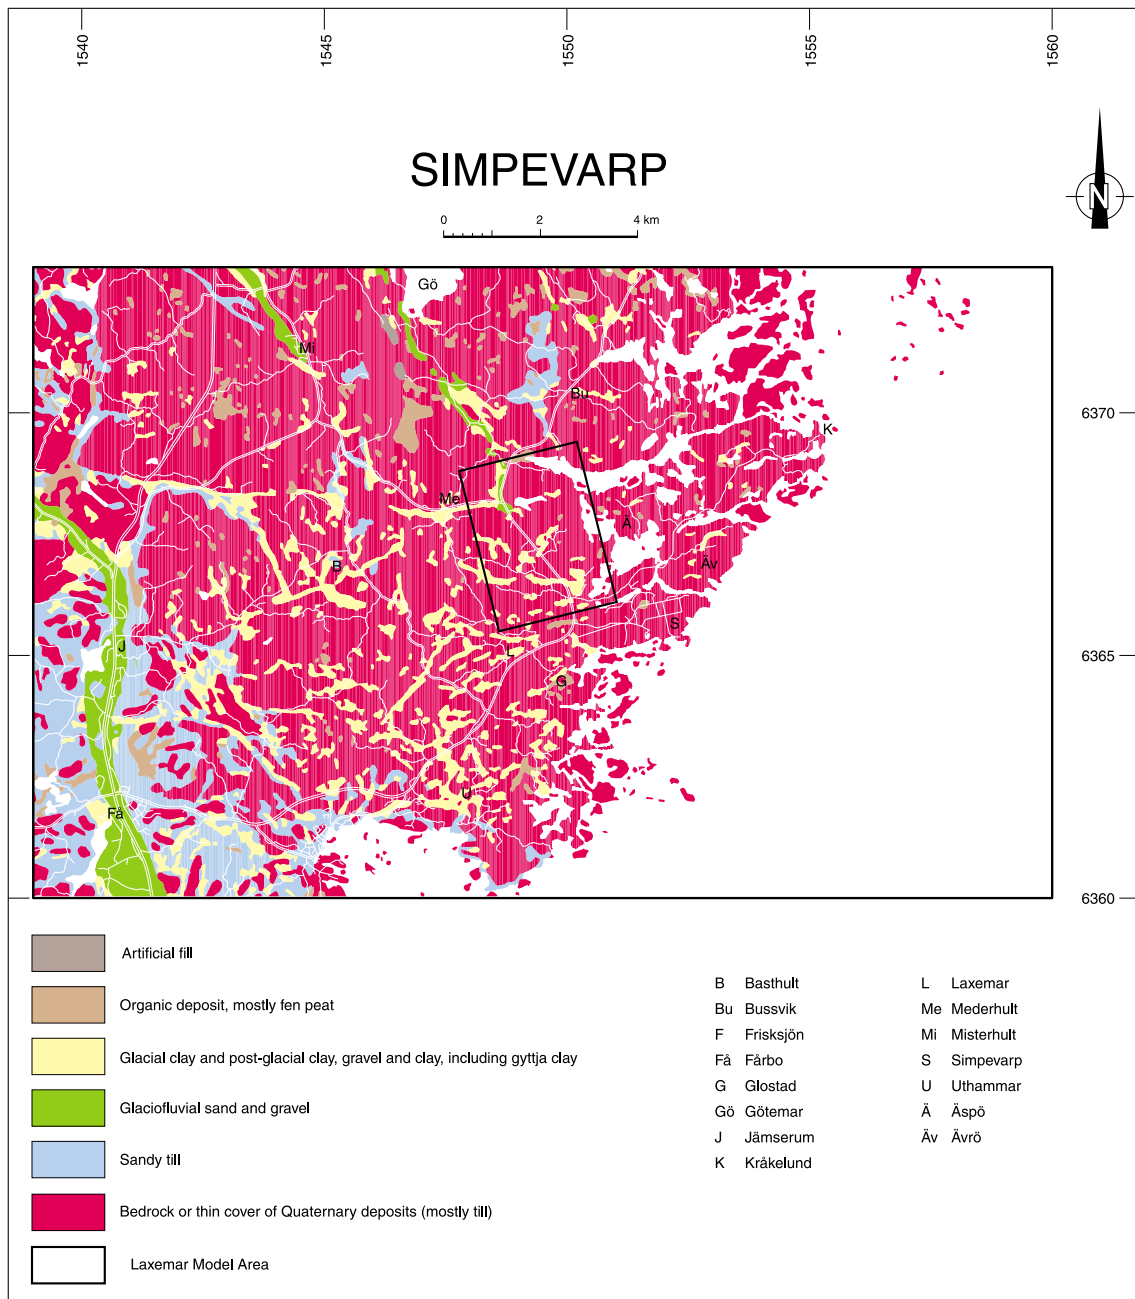 1540
1545
1550
1555
1560
SIMPEVARP
N
0 2 4 km
Gö
Mi
Bu
6370
K
Me
Ä
B
Äv
S
J
L
6365
G
U
Få
6360
Artificial fill
Organic deposit, mostly fen peat
Glacial clay and post-glacial clay, gravel and clay, including gyttja clay
Glaciofluvial sand and gravel
Sandy till
Bedrock or thin cover of Quaternary deposits (mostly till)
Laxemar Model Area
B Basthult
Bu Bussvik
F Frisksjön
Få Fårbo
G Glostad
Gö Götemar
J Jämserum
K Kråkelund
L Laxemar
Me Mederhult
Mi Misterhult
S Simpevarp
U Uthammar
Ä Äspö
Äv Ävrö